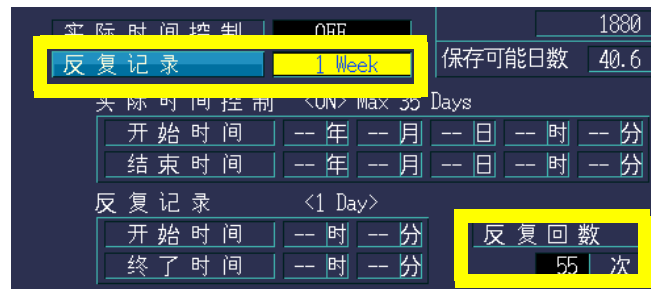 实际时间控制 OFF 1880
反复记录 1 Week 保存可能日数 40.6
实际时间控制 <ON> Max 35 Days
开始时间 -- 年 -- 月 -- 日 -- 时 -- 分
结束时间 -- 年 -- 月 -- 日 -- 时 -- 分
反复记录 <1 Day>
开始时间 -- 时 -- 分 反复回数
终了时间 -- 时 -- 分 55 次